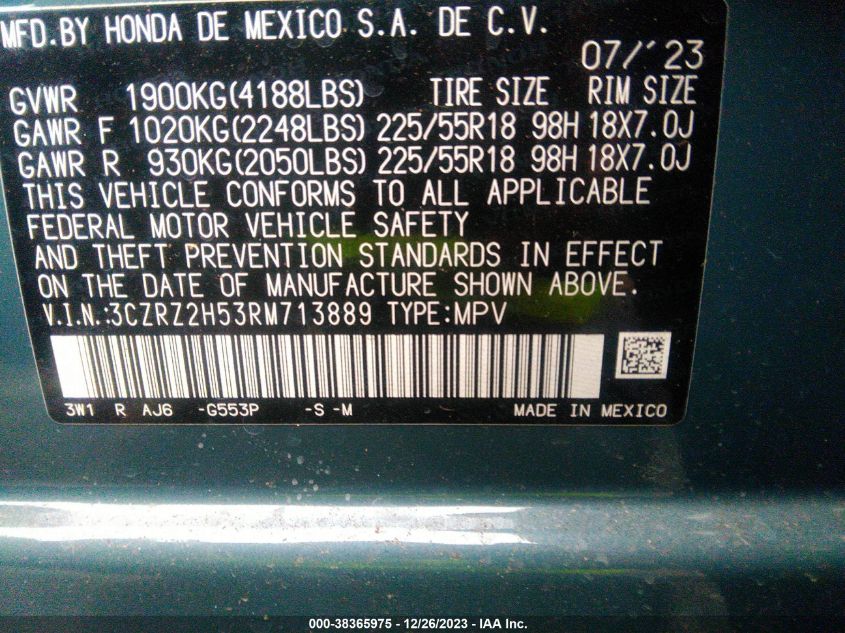 MFD.BY HONDA DE MEXICO S.A. DE C.V.
07/'23
GVWR 1900KG(4188LBS) TIRE SIZE RIM SIZE
GAWR F 1020KG(2248LBS) 225/55R18 98H 18X7.0J
GAWR R 930KG(2050LBS) 225/55R18 98H 18X7.0J
THIS VEHICLE CONFORMS TO ALL APPLICABLE
FEDERAL MOTOR VEHICLE SAFETY
AND THEFT PREVENTION STANDARDS IN EFFECT
ON THE DATE OF MANUFACTURE SHOWN ABOVE.
V.I.N.:3CZRZ2H53RM713889 TYPE:MPV
3W1 R AJ6 -G553P -S -M MADE IN MEXICO
000-38365975 - 12/26/2023 - IAA Inc.